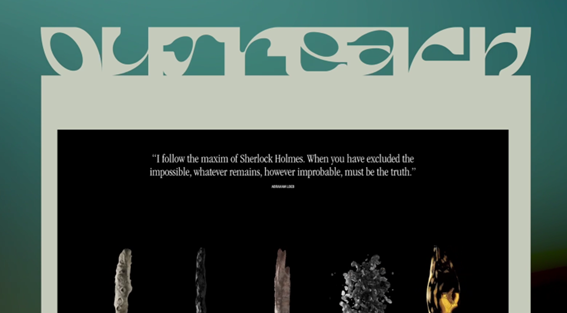 outreach
"I follow the maxim of Sherlock Holmes. When you have excluded the
impossible, whatever remains, however improbable, must be the truth."